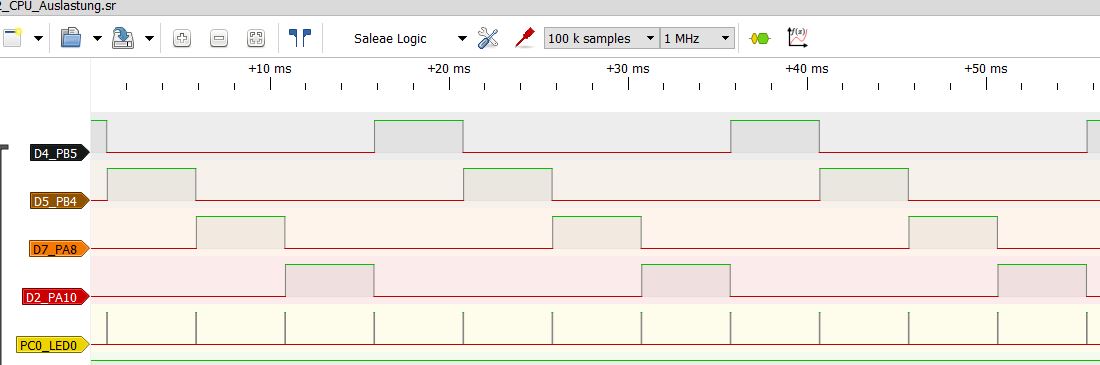 2_CPU_Auslastung.sr
Saleae Logic 100 k samples 1 MHz f(x)
+10 ms +20 ms +30 ms +40 ms +50 ms
D4_PB5
D5_PB4
D7_PA8
D2_PA10
PC0_LED0